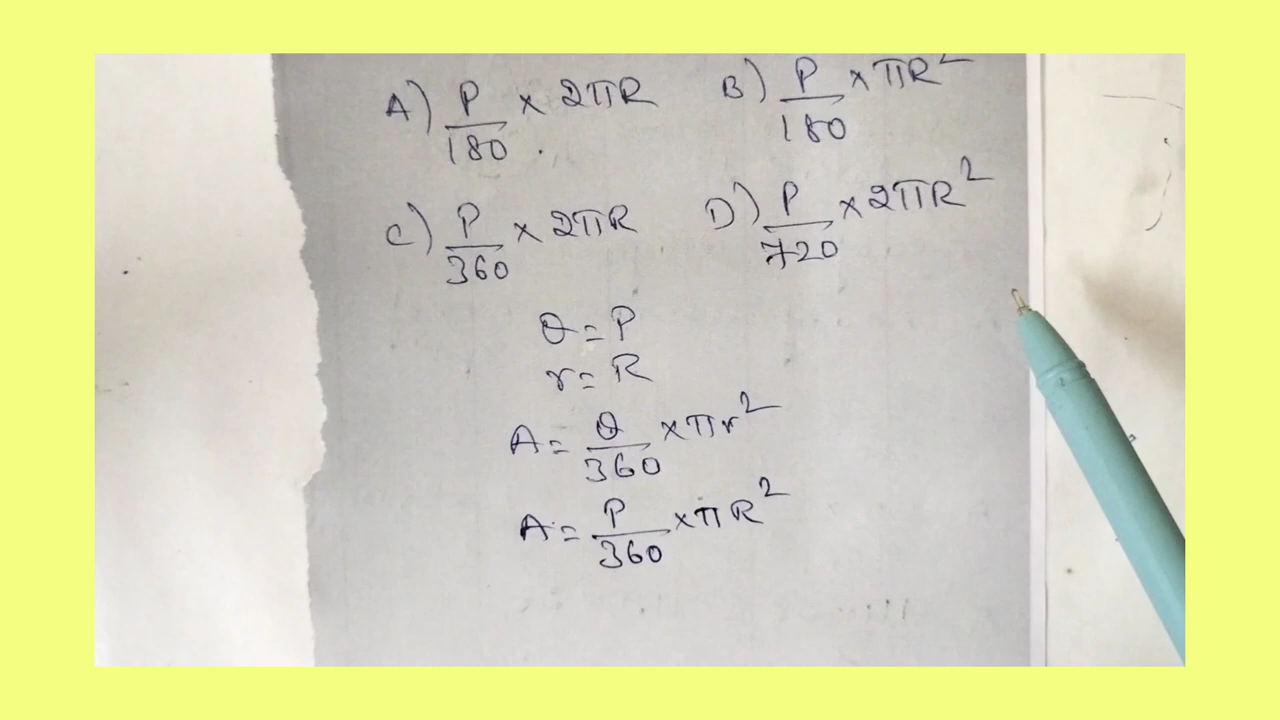 A) P/180 × 2πR B) P/180 × πR²
C) P/360 × 2πR D) P/720 × 2πR²
θ = P
r = R
A = θ/360 × πr²
A = P/360 × πR²